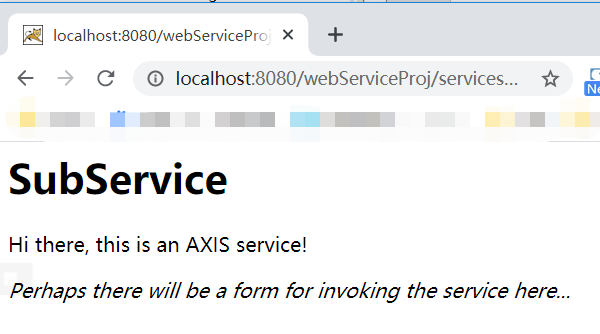 localhost:8080/webServiceProj
localhost:8080/webServiceProj/services...
Ne
SubService
Hi there, this is an AXIS service!
Perhaps there will be a form for invoking the service here...